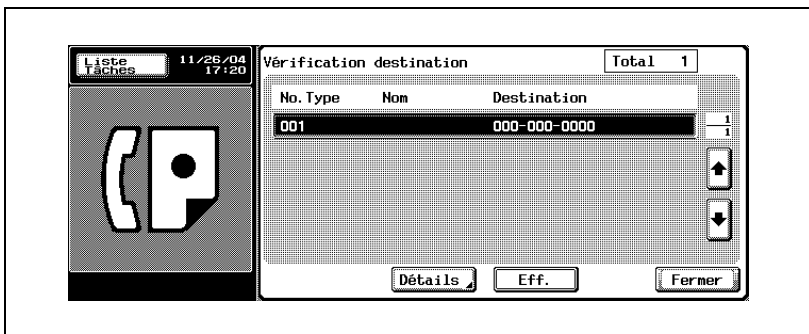 Liste Tâches 11/26/04 17:20
Vérification destination Total 1
No. Type Nom Destination
001 000-000-0000
1/1
Détails Eff. Fermer